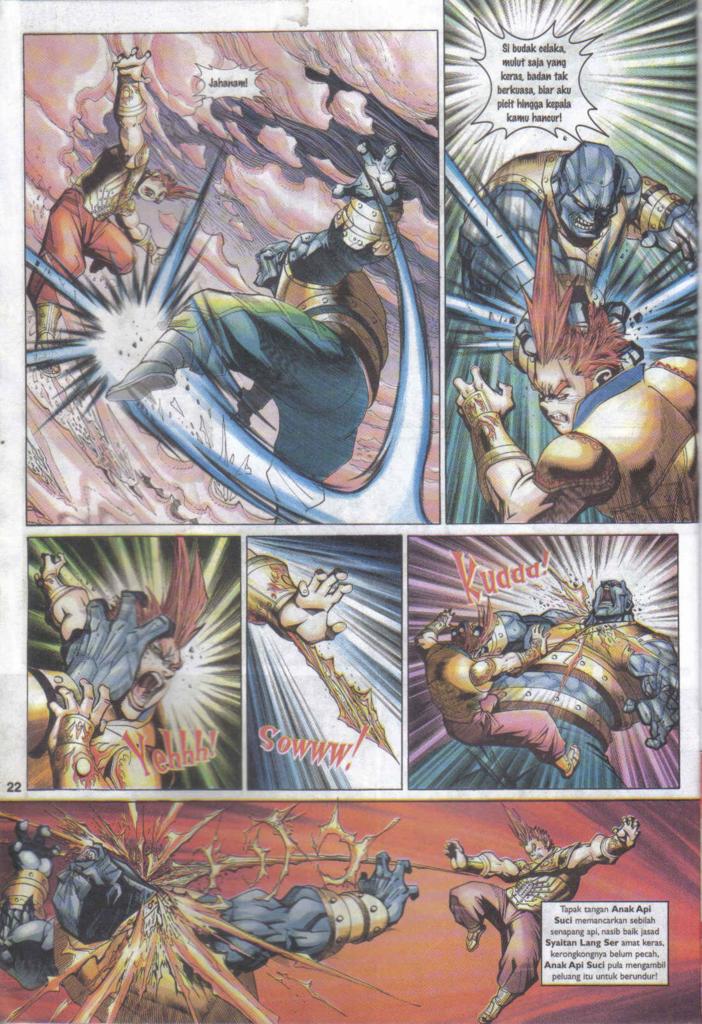 Jahanam!
Si budak celaka,
mulut saja yang
keras, badan tak
berkuasa, biar aku
picit hingga kepala
kamu hancur!
Yehhh!
Sowww!
Kuddd!
22
Tapak tangan Anak Api
Suci memancarkan sebilah
senapang api, nasib baik jasad
Syaitan Lang Ser amat keras,
kerongkongnya belum pecah,
Anak Api Suci pula mengambil
peluang itu untuk berundur!